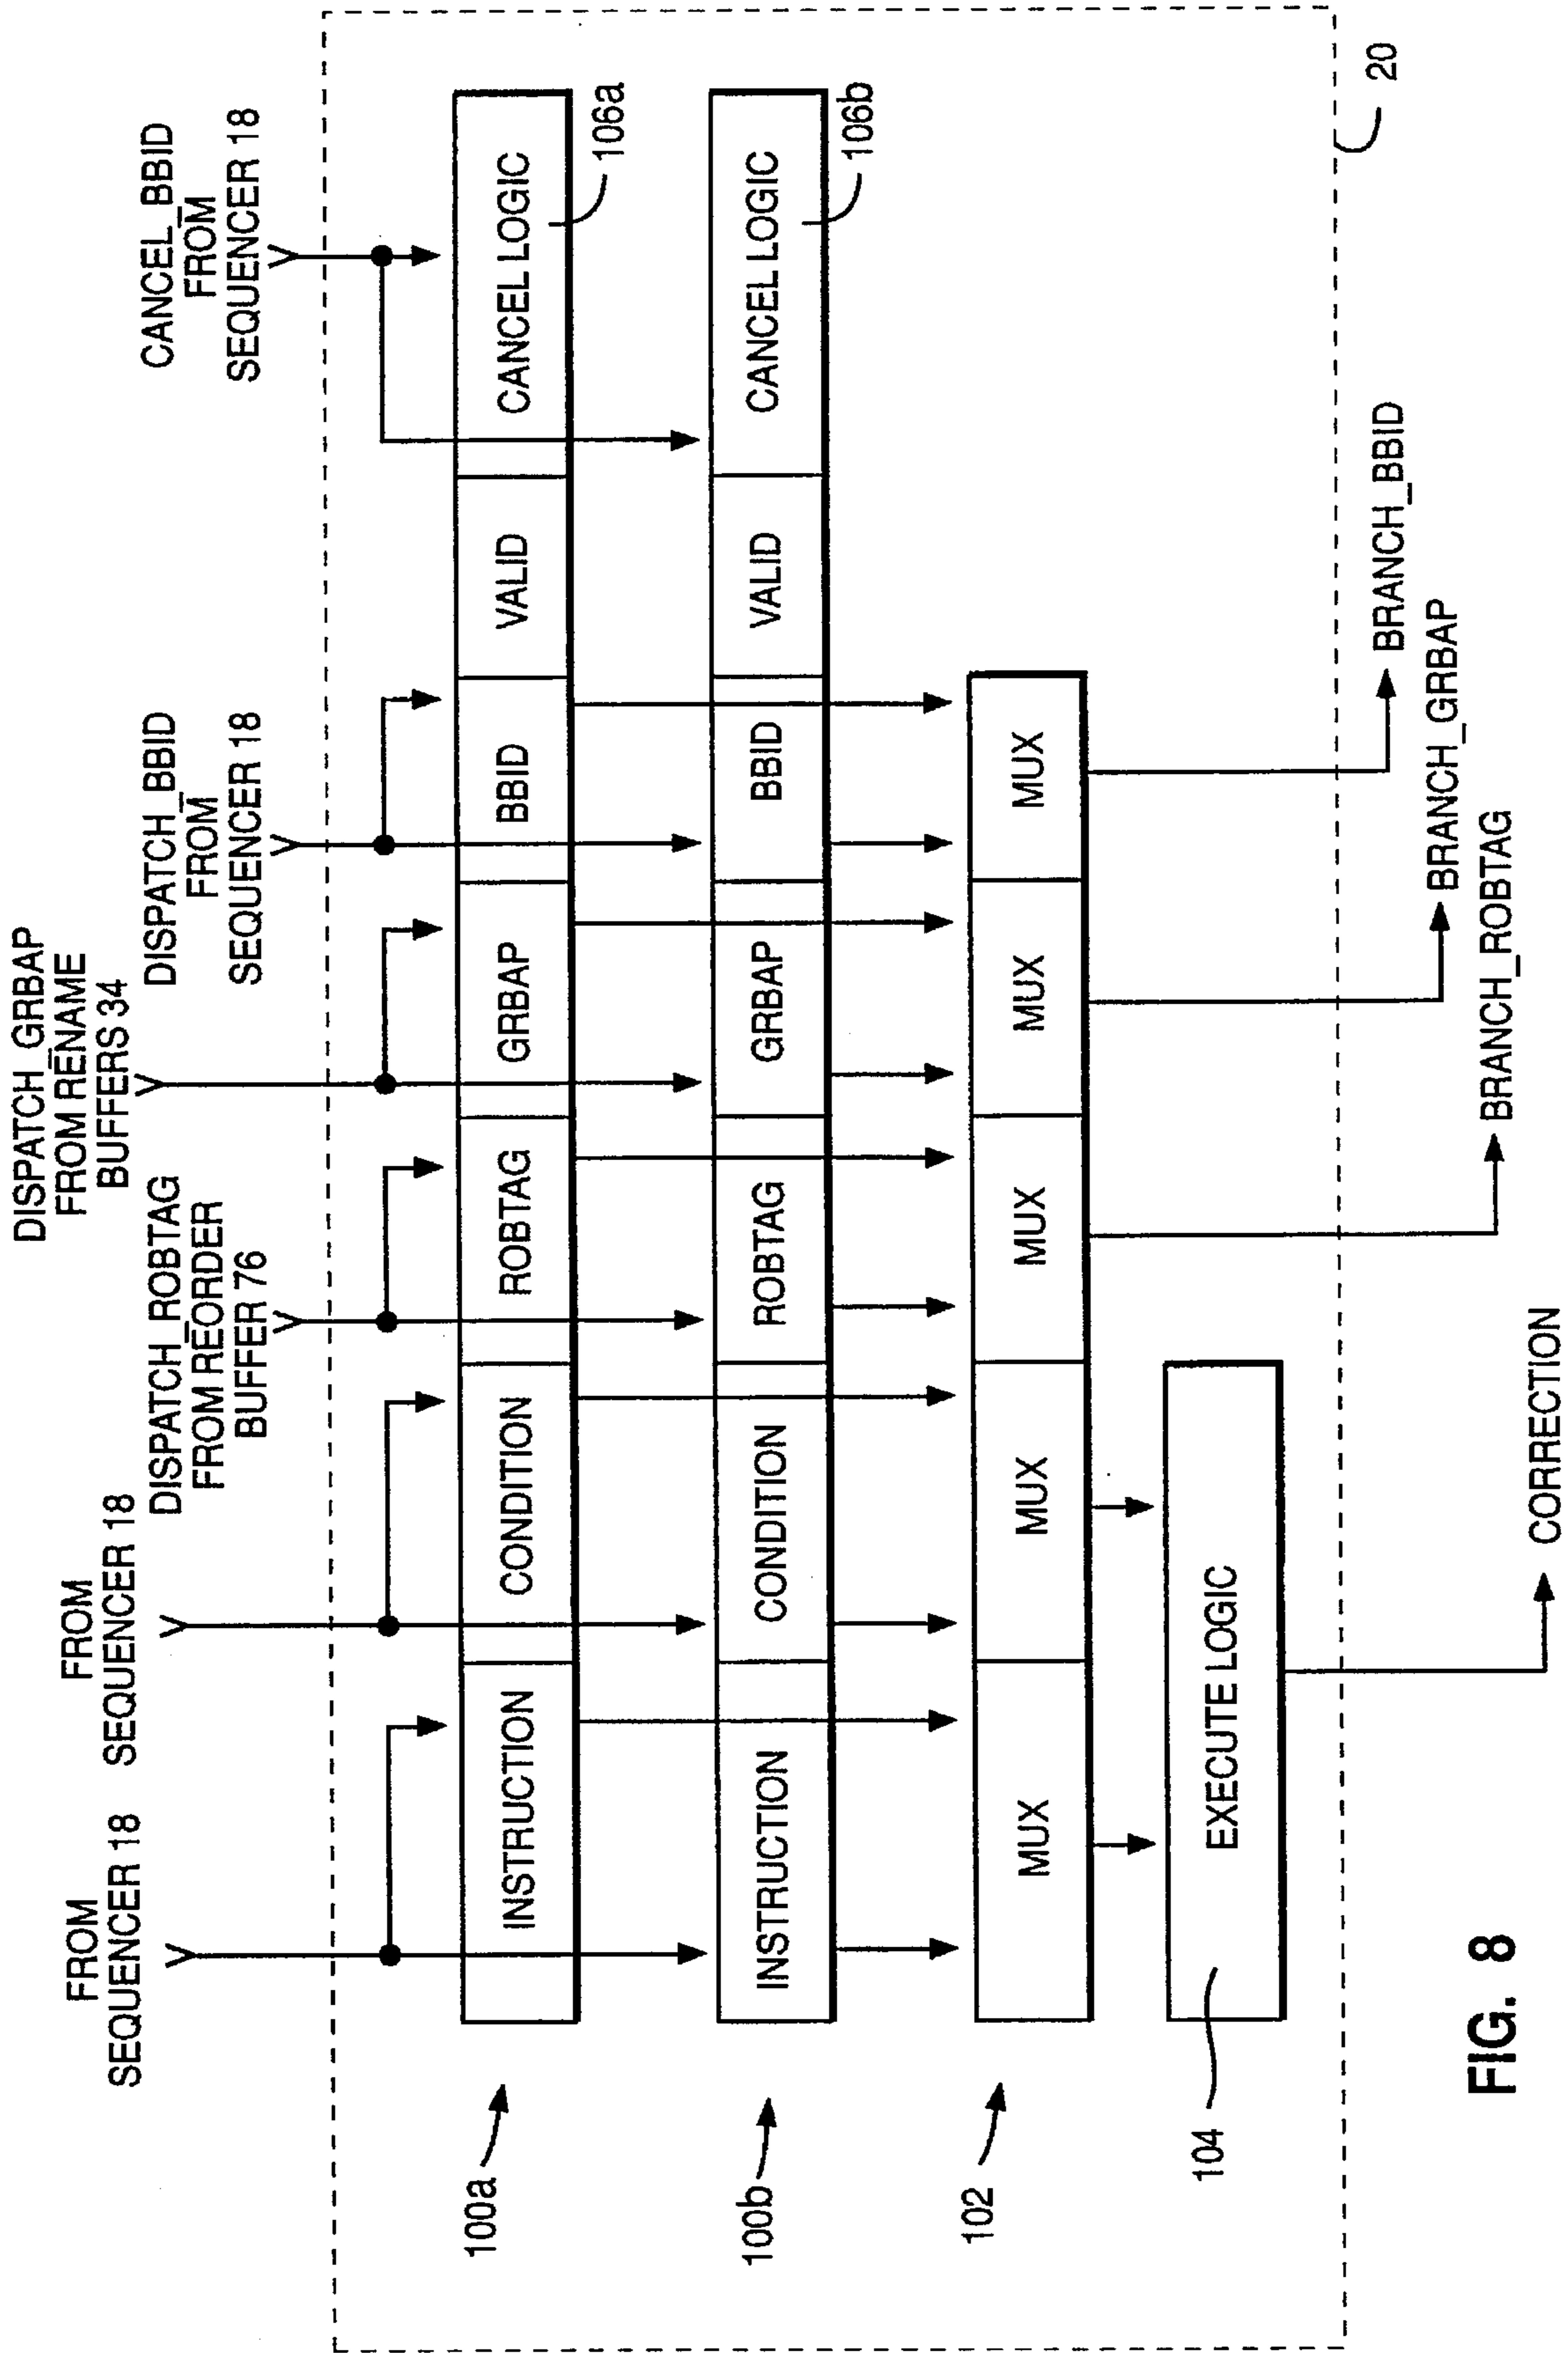 FROM
SEQUENCER 18
FROM
SEQUENCER 18
DISPATCH_ROBTAG
FROM REORDER
BUFFER 76
DISPATCH_GRBAP
FROM RENAME
BUFFERS 34
DISPATCH_BBID
FROM
SEQUENCER 18
CANCEL_BBID
FROM
SEQUENCER 18
100a
INSTRUCTION
CONDITION
ROBTAG
GRBAP
BBID
VALID
CANCEL LOGIC
106a
100b
INSTRUCTION
CONDITION
ROBTAG
GRBAP
BBID
VALID
CANCEL LOGIC
106b
102
MUX
MUX
MUX
MUX
MUX
104
EXECUTE LOGIC
20
BRANCH_BBID
BRANCH_GRBAP
BRANCH_ROBTAG
CORRECTION
FIG. 8